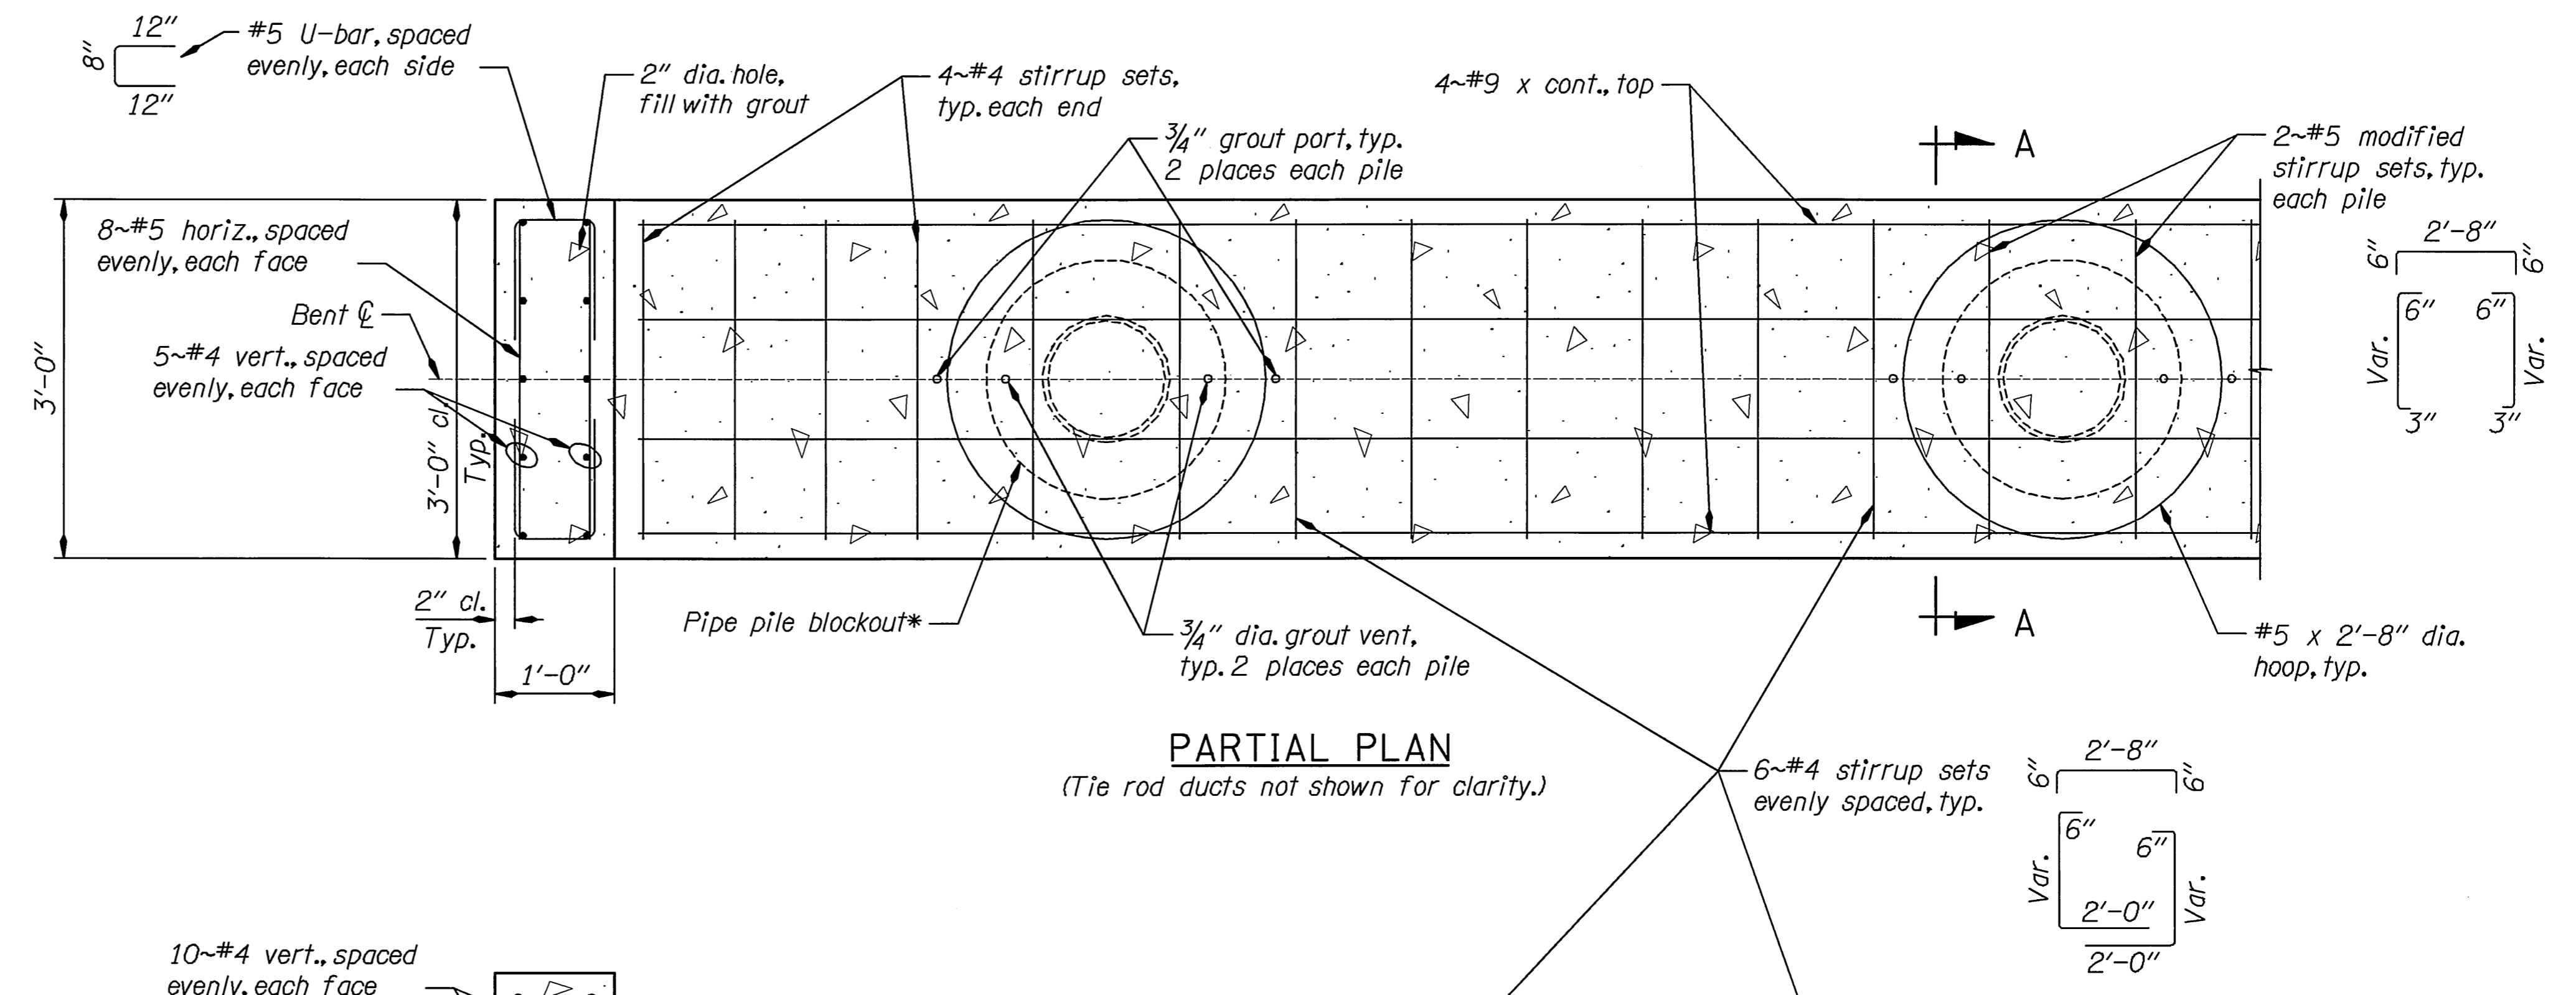 12"
8"
12"
#5 U-bar, spaced
evenly, each side
2" dia. hole,
fill with grout
4~#4 stirrup sets,
typ. each end
3/4" grout port, typ.
2 places each pile
4~#9 x cont., top
A
2~#5 modified
stirrup sets, typ.
each pile
2'-8"
6"
6"
6"
6"
Var.
Var.
3"
3"
8~#5 horiz., spaced
evenly, each face
Bent ℄
5~#4 vert., spaced
evenly, each face
3'-0"
3'-0" cl.
Typ.
2" cl.
Typ.
1'-0"
Pipe pile blockout*
3/4" dia. grout vent,
typ. 2 places each pile
A
#5 x 2'-8" dia.
hoop, typ.
PARTIAL PLAN
(Tie rod ducts not shown for clarity.)
6~#4 stirrup sets
evenly spaced, typ.
2'-8"
6"
6"
6"
6"
Var.
Var.
2'-0"
2'-0"
10~#4 vert., spaced
evenly, each face